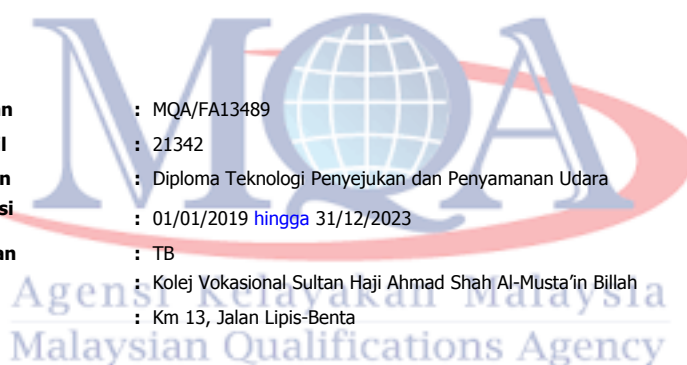 MQA
an : MQA/FA13489
l : 21342
n : Diploma Teknologi Penyejukan dan Penyamanan Udara
si : 01/01/2019 hingga 31/12/2023
an : TB
: Kolej Vokasional Sultan Haji Ahmad Shah Al-Musta'in Billah
: Km 13, Jalan Lipis-Benta
Agensi Kelayakan Malaysia
Malaysian Qualifications Agency